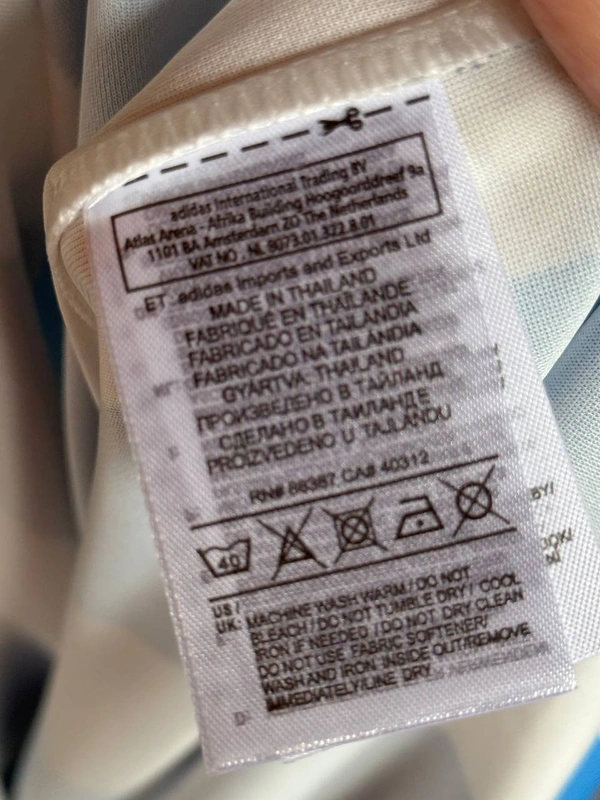 adidas International Trading BV
Atlas Arena - Afrika Building Hoogoorddreef 9a
1101 BA Amsterdam ZO The Netherlands
VAT NO . NL 8073.01.322.B.01
ET: adidas Imports and Exports Ltd
MADE IN THAILAND
FABRIQUÉ EN THAÏLANDE
FABRICADO EN TAILANDIA
FABRICADO NA TAILÂNDIA
GYÁRTVA: THAILAND
ПРОИЗВЕДЕНО В ТАЙЛАНД
СДЕЛАНО В ТАИЛАНДЕ
PROIZVEDENO U TAJLANDU
RN# 88387 CA# 40312
40
US /
UK: MACHINE WASH WARM / DO NOT
BLEACH / DO NOT TUMBLE DRY / COOL
IRON IF NEEDED / DO NOT DRY CLEAN
DO NOT USE FABRIC SOFTENER/
WASH AND IRON INSIDE OUT/REMOVE
IMMEDIATELY/LINE DRY
BY/